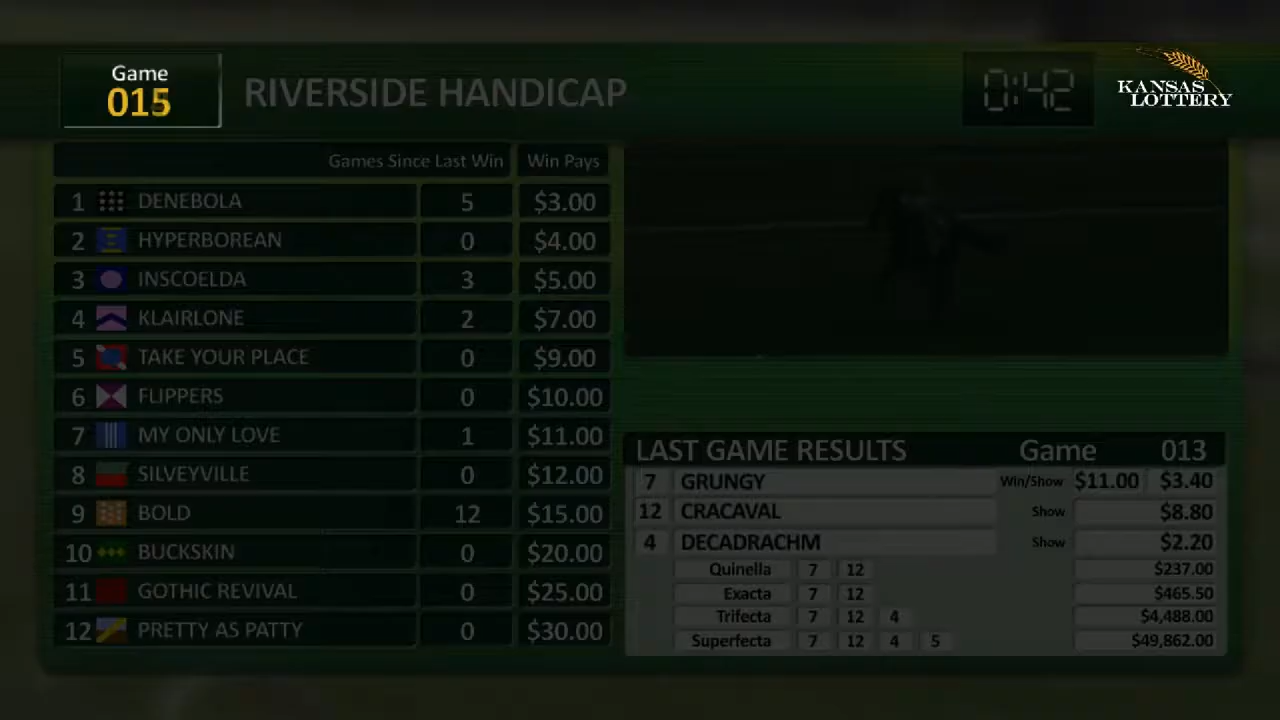 Game
015
RIVERSIDE HANDICAP
0:42
KANSAS
LOTTERY
Games Since Last Win Win Pays
1 DENEBOLA 5 $3.00
2 HYPERBOREAN 0 $4.00
3 INSCOELDA 3 $5.00
4 KLAIRLONE 2 $7.00
5 TAKE YOUR PLACE 0 $9.00
6 FLIPPERS 0 $10.00
7 MY ONLY LOVE 1 $11.00
8 SILVEYVILLE 0 $12.00
9 BOLD 12 $15.00
10 BUCKSKIN 0 $20.00
11 GOTHIC REVIVAL 0 $25.00
12 PRETTY AS PATTY 0 $30.00
LAST GAME RESULTS Game 013
7 GRUNGY Win/Show $11.00 $3.40
12 CRACAVAL Show $8.80
4 DECADRACHM Show $2.20
Quinella 7 12 $237.00
Exacta 7 12 $465.50
Trifecta 7 12 4 $4,488.00
Superfecta 7 12 4 5 $49,862.00